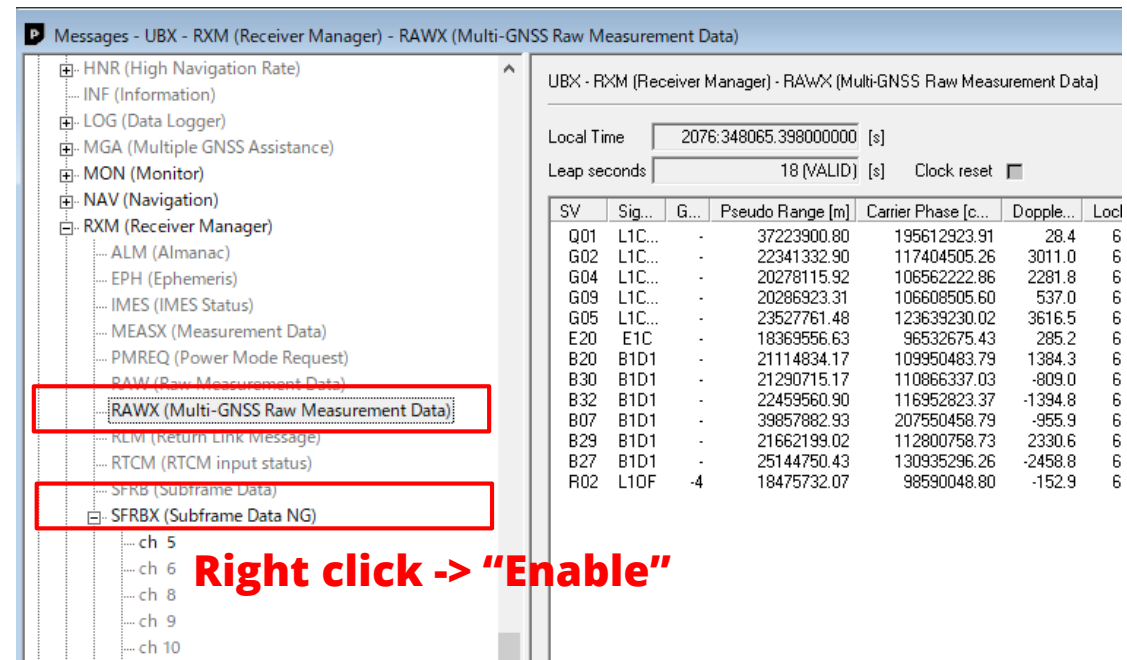 Messages - UBX - RXM (Receiver Manager) - RAWX (Multi-GNSS Raw Measurement Data)
HNR (High Navigation Rate)
INF (Information)
LOG (Data Logger)
MGA (Multiple GNSS Assistance)
MON (Monitor)
NAV (Navigation)
RXM (Receiver Manager)
ALM (Almanac)
EPH (Ephemeris)
IMES (IMES Status)
MEASX (Measurement Data)
PMREQ (Power Mode Request)
RAW (Raw Measurement Data)
RAWX (Multi-GNSS Raw Measurement Data)
RLM (Return Link Message)
RTCM (RTCM input status)
SFRB (Subframe Data)
SFRBX (Subframe Data NG)
ch 5
ch 6
ch 8
ch 9
ch 10
Right click -> “Enable”
UBX - RXM (Receiver Manager) - RAWX (Multi-GNSS Raw Measurement Data)
Local Time 2076:348065.398000000 [s]
Leap seconds 18 (VALID) [s] Clock reset
SV Sig... G... Pseudo Range [m] Carrier Phase [c... Dopple... Lock
Q01 L1C... - 37223900.80 195612923.91 28.4 6
G02 L1C... - 22341332.90 117404505.26 3011.0 6
G04 L1C... - 20278115.92 106562222.86 2281.8 6
G09 L1C... - 20286923.31 106608505.60 537.0 6
G05 L1C... - 23527761.48 123639230.02 3616.5 6
E20 E1C - 18369556.63 96532675.43 285.2 6
B20 B1D1 - 21114834.17 109950483.79 1384.3 6
B30 B1D1 - 21290715.17 110866337.03 -809.0 6
B32 B1D1 - 22459560.90 116952823.37 -1394.8 6
B07 B1D1 - 39857882.93 207550458.79 -955.9 6
B29 B1D1 - 21662199.02 112800758.73 2330.6 6
B27 B1D1 - 25144750.43 130935296.26 -2458.8 6
R02 L1OF -4 18475732.07 98590048.80 -152.9 6